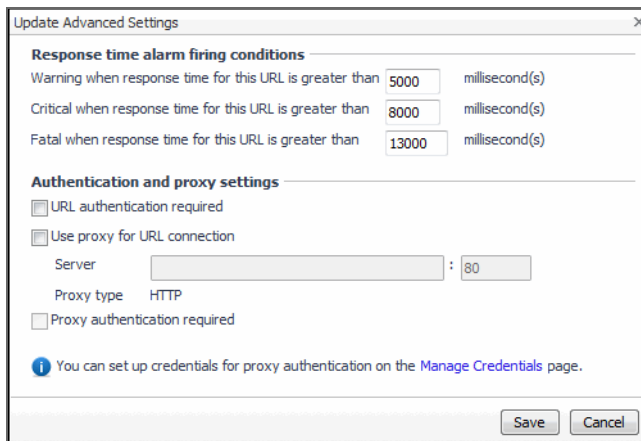 Update Advanced Settings
Response time alarm firing conditions
Warning when response time for this URL is greater than 5000 millisecond(s)
Critical when response time for this URL is greater than 8000 millisecond(s)
Fatal when response time for this URL is greater than 13000 millisecond(s)
Authentication and proxy settings
URL authentication required
Use proxy for URL connection
Server : 80
Proxy type HTTP
Proxy authentication required
You can set up credentials for proxy authentication on the Manage Credentials page.
Save Cancel